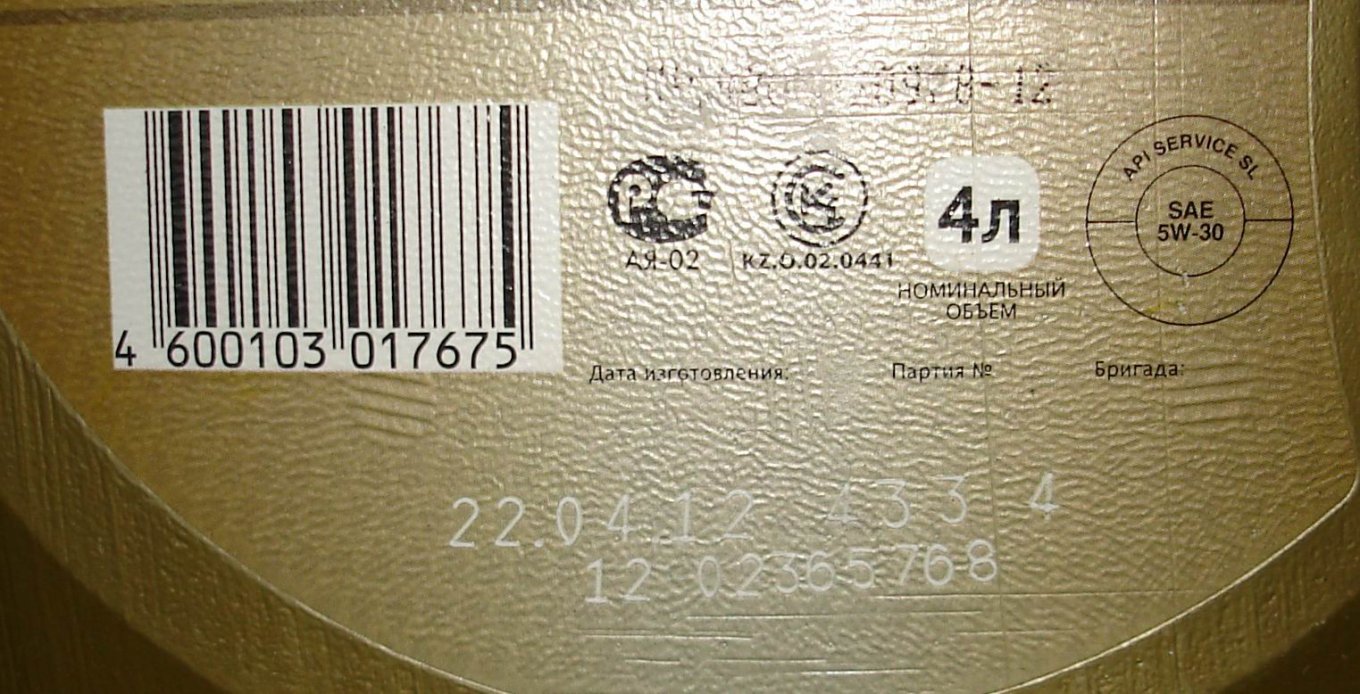 4 600103 017675
РС
АЯ-02
KZ.O.02.0441
4л
НОМИНАЛЬНЫЙ
ОБЪЕМ
API SERVICE SL
SAE
5W-30
Дата изготовления:
Партия №
Бригада:
22.04.12 433 4
12 02365768